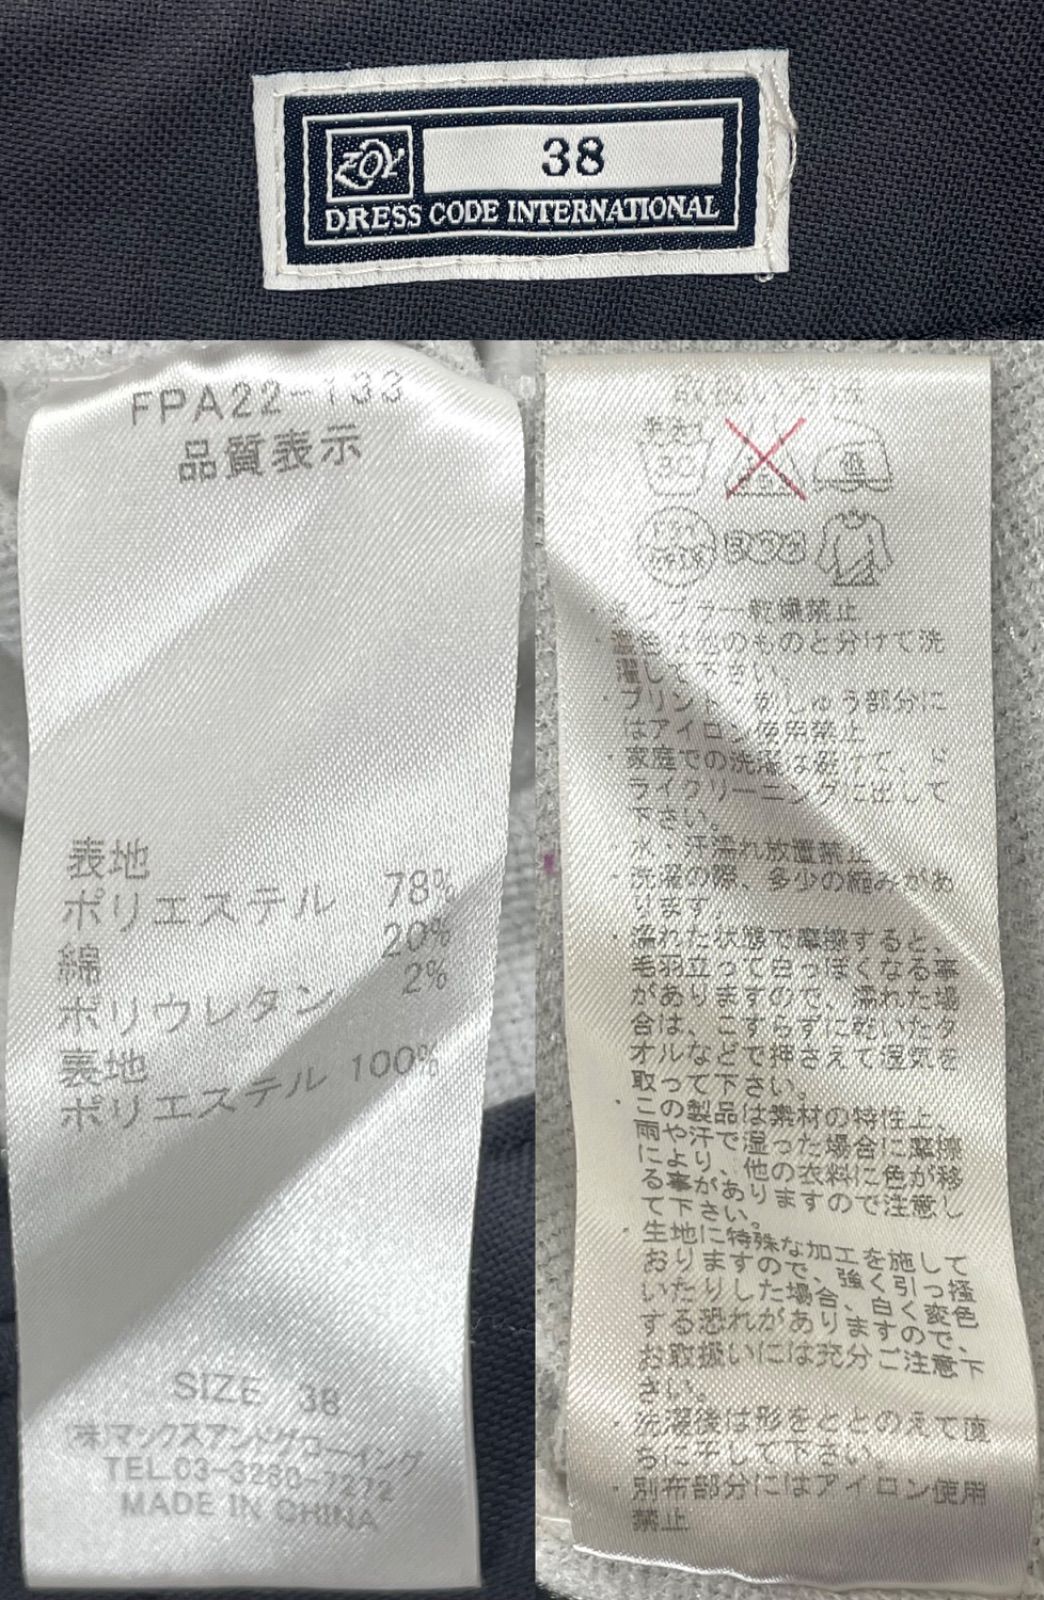 ZOY
38
DRESS CODE INTERNATIONAL
FPA22-133
品質表示
表地
ポリエステル 78%
綿 20%
ポリウレタン 2%
裏地
ポリエステル 100%
SIZE 38
(株)マックスアンドグローイング
TEL.03-3280-7272
MADE IN CHINA
取扱い方法
手洗イ
30
低
ドライ
・タンブラー乾燥禁止
・濃色は他のものと分けて洗
濯して下さい。
・プリント、刺しゅう部分に
はアイロン使用禁止
・家庭での洗濯は避けて、ド
ライクリーニングに出して
下さい。
・水・汗濡れ放置禁止
・洗濯の際、多少の縮みがあ
ります。
・濡れた状態で摩擦すると、
毛羽立って白っぽくなる事
がありますので、濡れた場
合は、こすらずに乾いたタ
オルなどで押さえて湿気を
取って下さい。
・この製品は素材の特性上、
雨や汗で湿った場合に摩擦
により、他の衣料に色が移
る事がありますので注意し
て下さい。
・生地に特殊な加工を施して
おりますので、強く引っ掻
いたりした場合、白く変色
する恐れがありますので、
お取扱いには充分ご注意下
さい。
・洗濯後は形をととのえて直
ちに干して下さい。
・別布部分にはアイロン使用
禁止